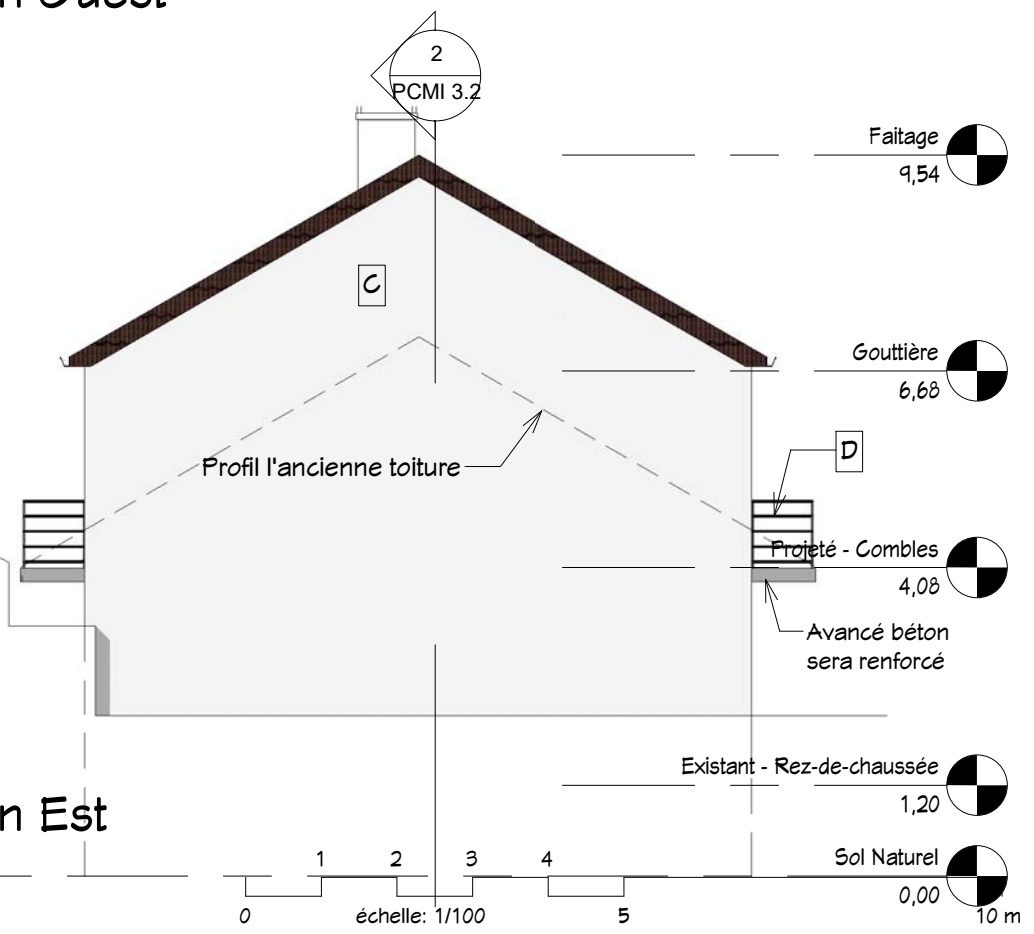 n Ouest
2
PCMI 3.2
Faitage
9,54
C
Gouttière
6,68
Profil l'ancienne toiture
D
Projeté - Combles
4,08
Avancé béton
sera renforcé
Existant - Rez-de-chaussée
1,20
n Est
Sol Naturel
0,00
1 2 3 4
0 échelle: 1/100 5 10 m